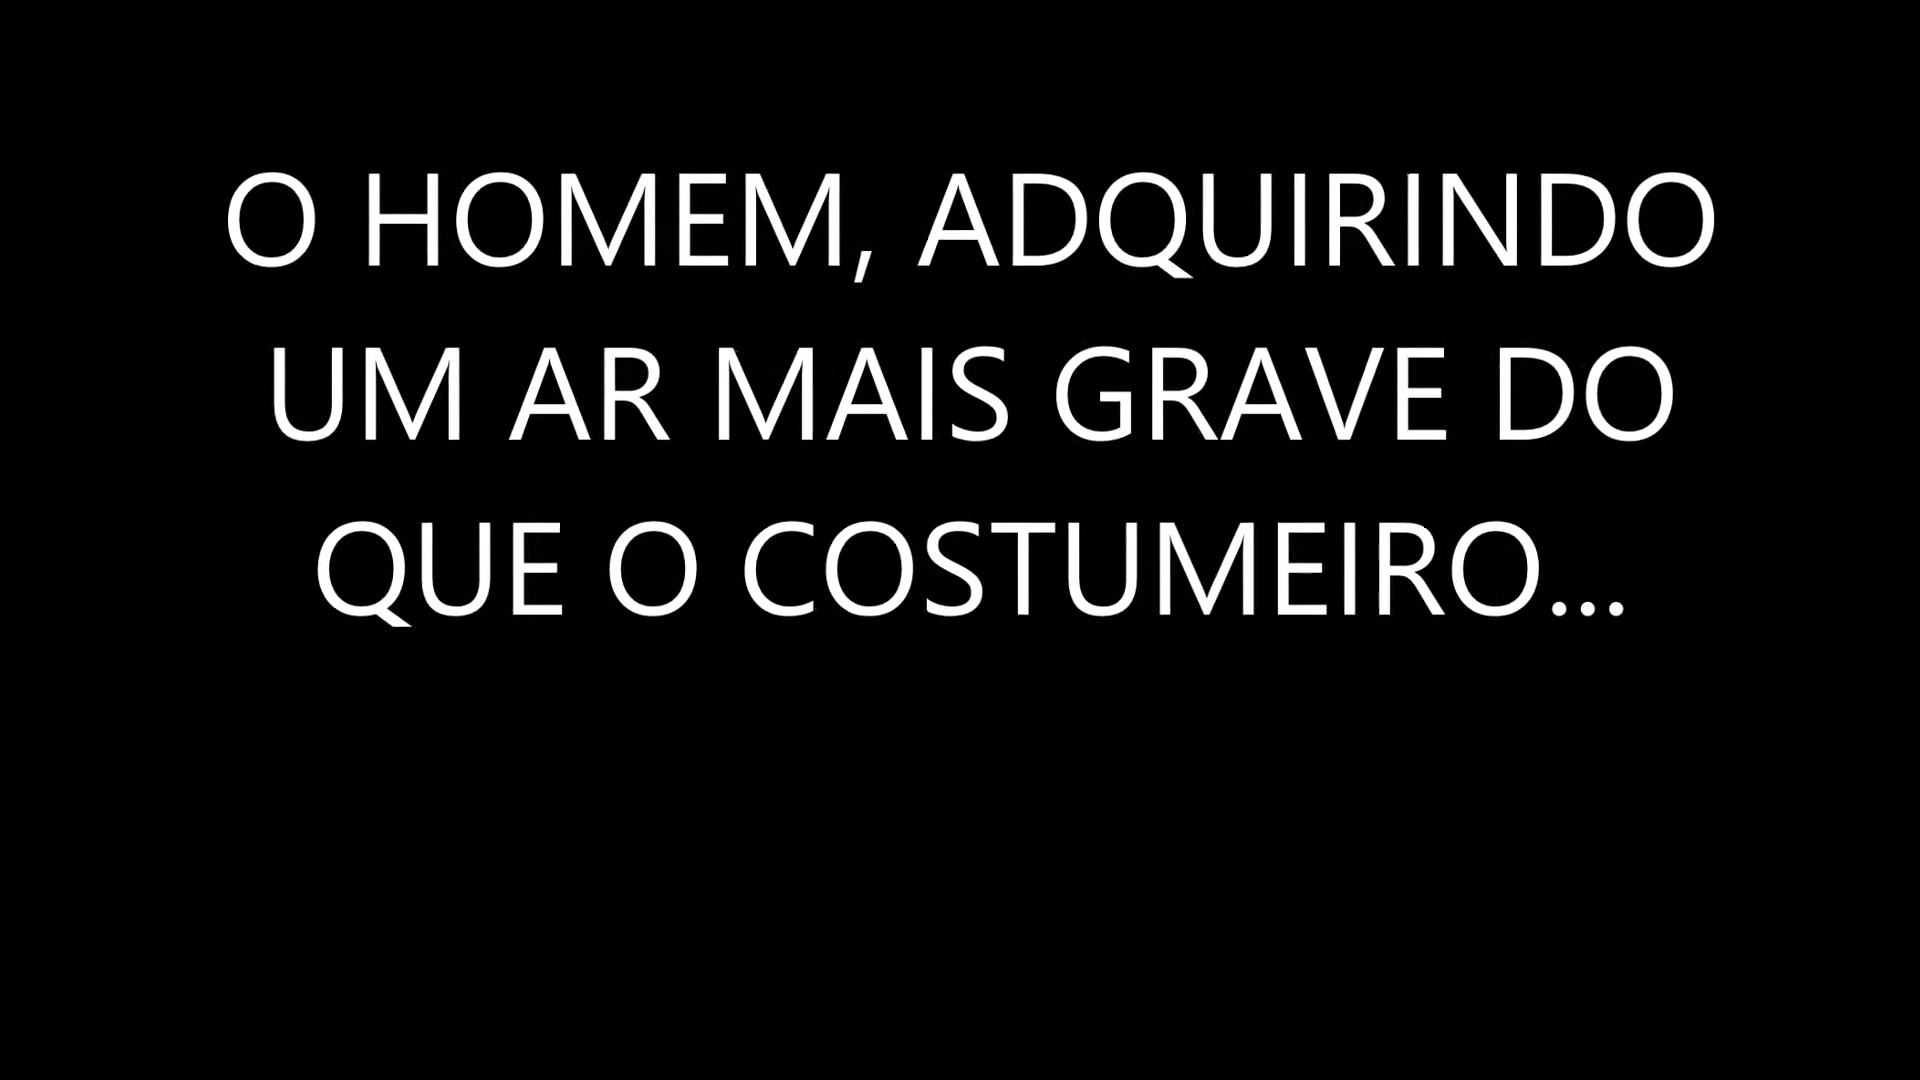 O HOMEM, ADQUIRINDO
UM AR MAIS GRAVE DO
QUE O COSTUMEIRO...